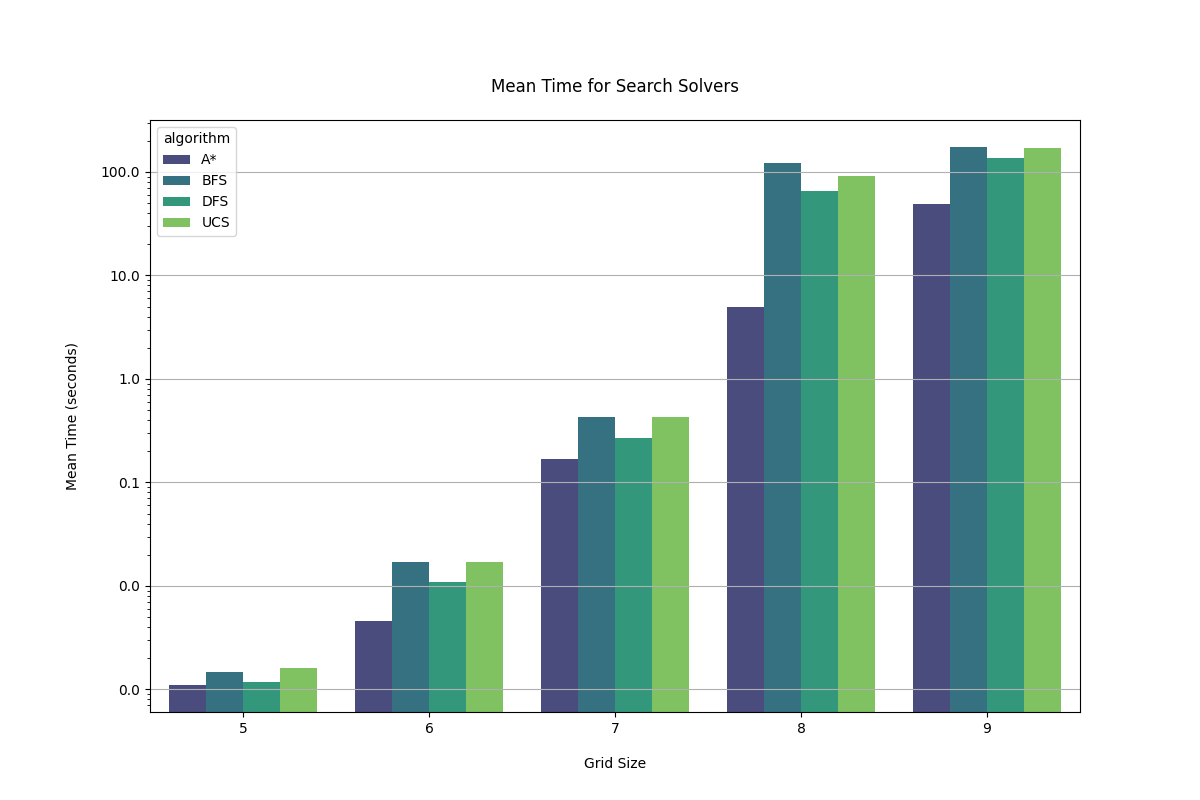 Mean Time for Search Solvers
algorithm
A*
BFS
DFS
UCS
100.0
10.0
1.0
0.1
0.0
0.0
Mean Time (seconds)
5 6 7 8 9
Grid Size